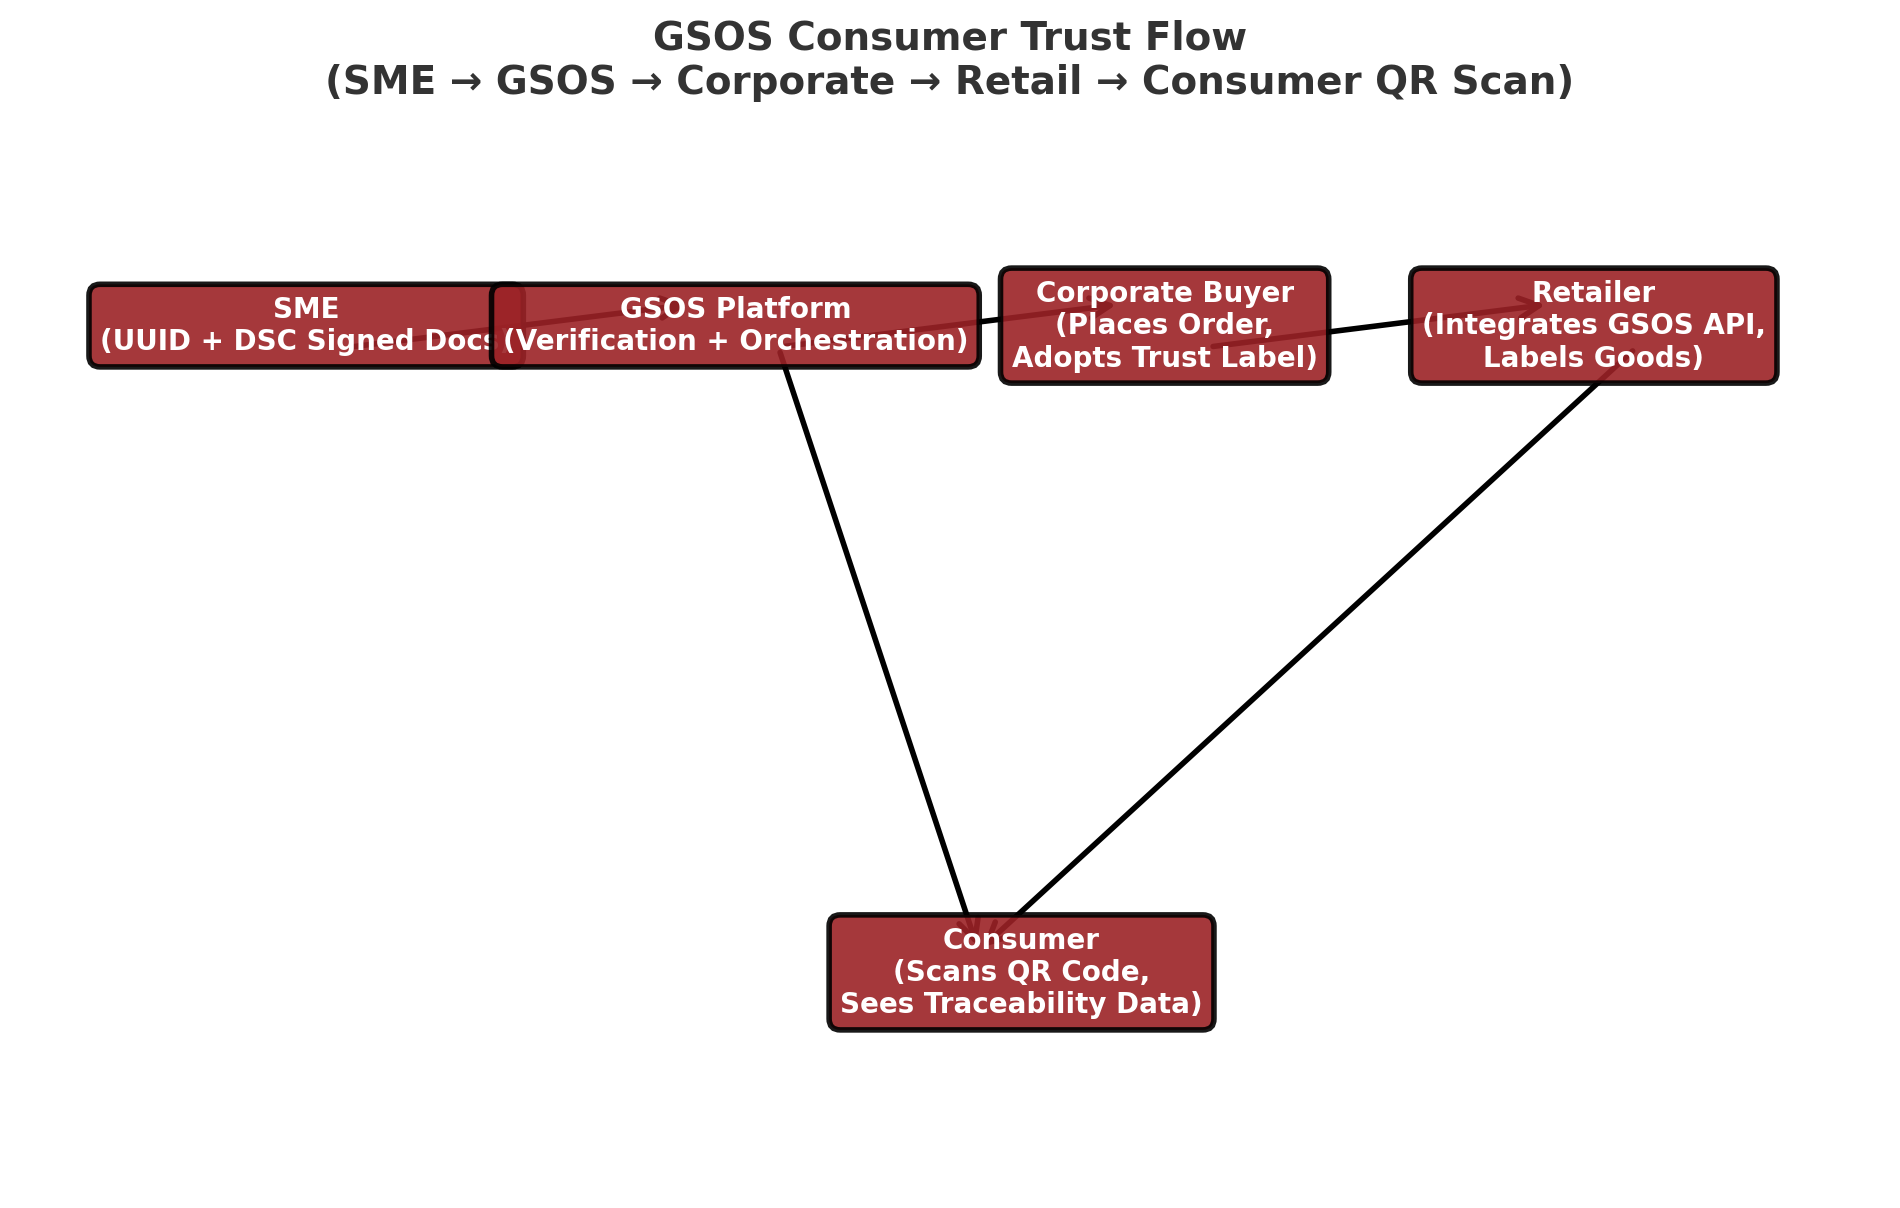 GSOS Consumer Trust Flow
(SME → GSOS → Corporate → Retail → Consumer QR Scan)
SME
(UUID + DSC Signed Docs)
GSOS Platform
(Verification + Orchestration)
Corporate Buyer
(Places Order,
Adopts Trust Label)
Retailer
(Integrates GSOS API,
Labels Goods)
Consumer
(Scans QR Code,
Sees Traceability Data)